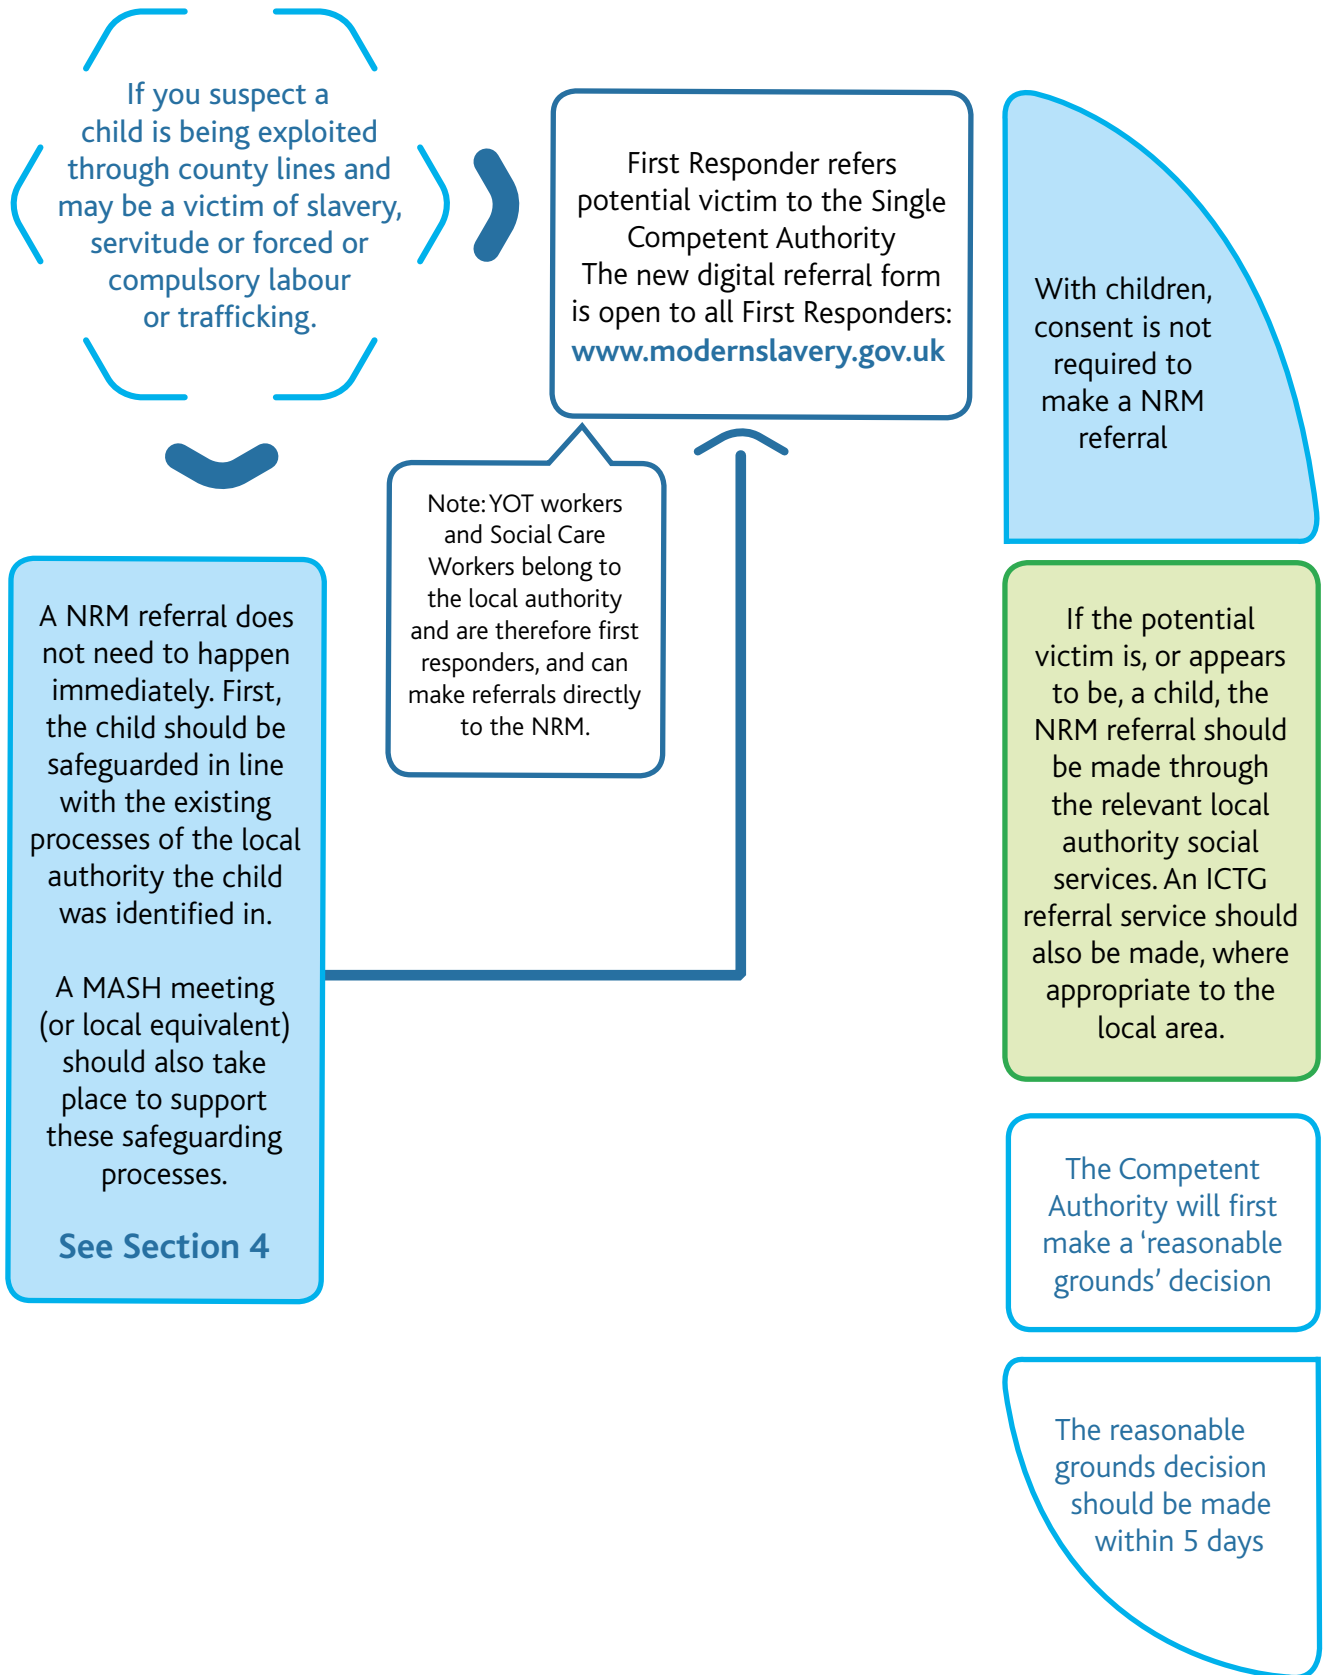 If you suspect a
child is being exploited
through county lines and
may be a victim of slavery,
servitude or forced or
compulsory labour
or trafficking.
First Responder refers
potential victim to the Single
Competent Authority
The new digital referral form
is open to all First Responders:
www.modernslavery.gov.uk
With children,
consent is not
required to
make a NRM
referral
Note: YOT workers
and Social Care
Workers belong to
the local authority
and are therefore first
responders, and can
make referrals directly
to the NRM.
A NRM referral does
not need to happen
immediately. First,
the child should be
safeguarded in line
with the existing
processes of the local
authority the child
was identified in.
A MASH meeting
(or local equivalent)
should also take
place to support
these safeguarding
processes.
See Section 4
If the potential
victim is, or appears
to be, a child, the
NRM referral should
be made through
the relevant local
authority social
services. An ICTG
referral service should
also be made, where
appropriate to the
local area.
The Competent
Authority will first
make a ‘reasonable
grounds’ decision
The reasonable
grounds decision
should be made
within 5 days